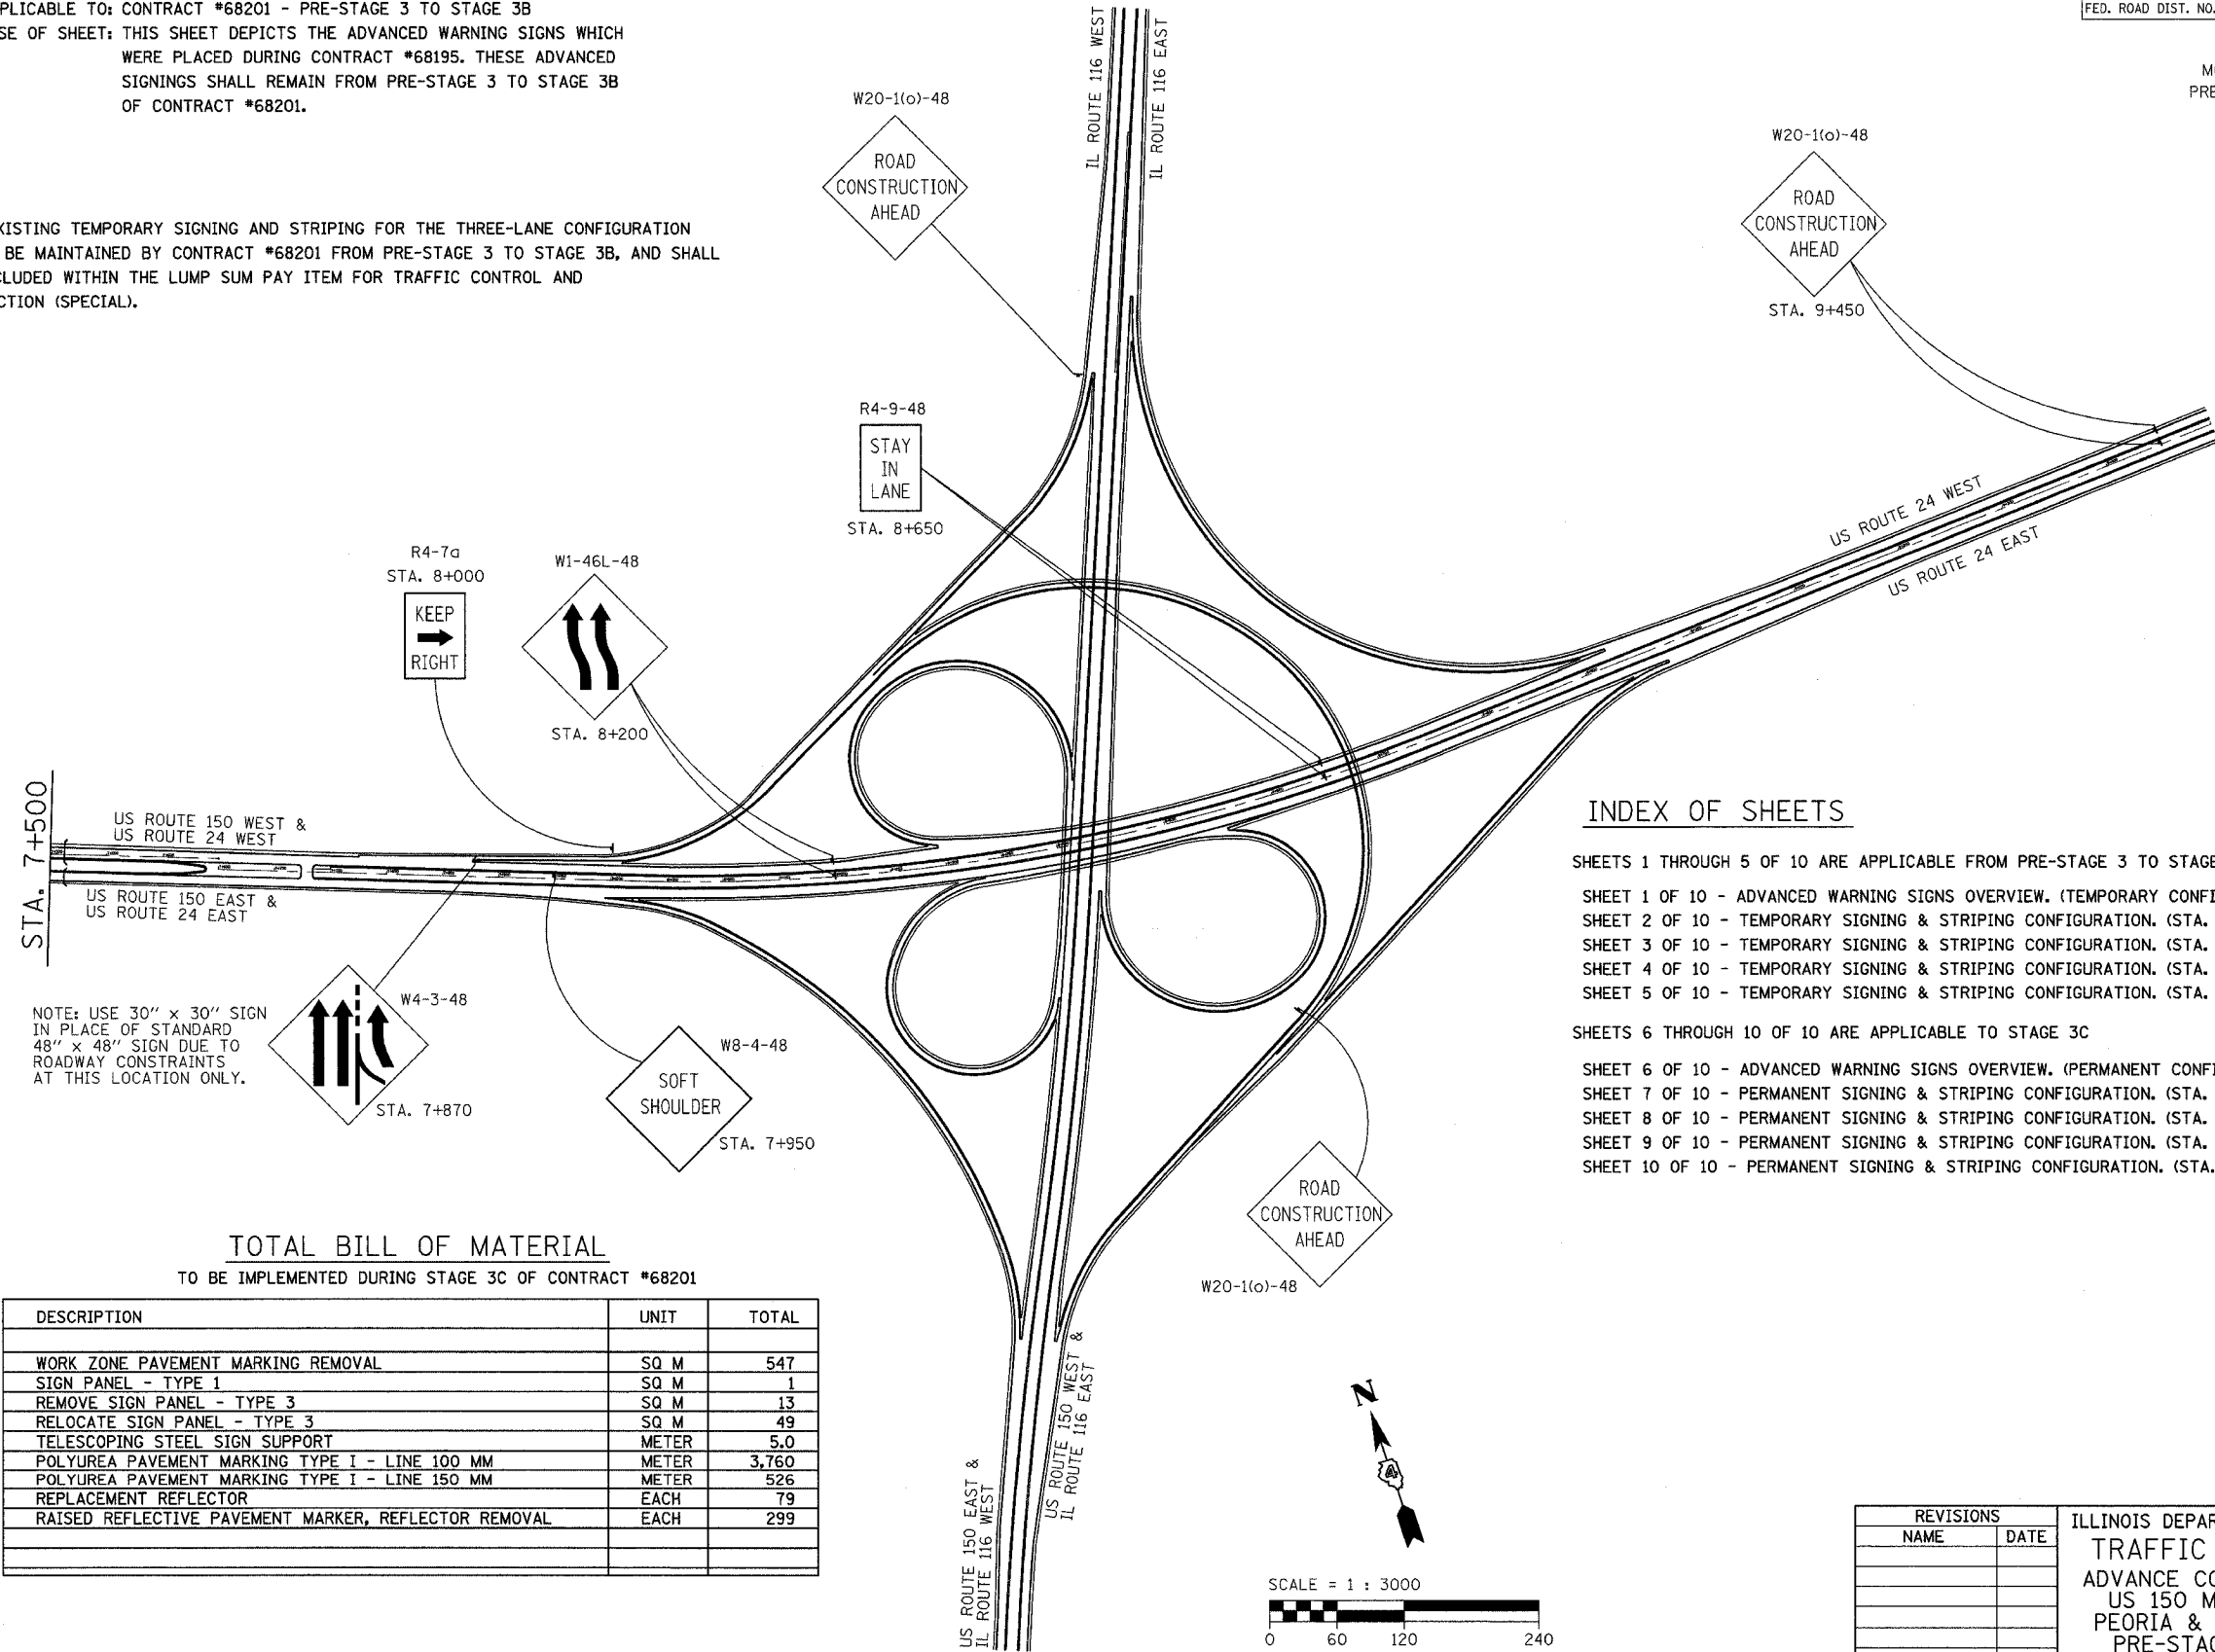 PLICABLE TO: CONTRACT #68201 - PRE-STAGE 3 TO STAGE 3B
SE OF SHEET: THIS SHEET DEPICTS THE ADVANCED WARNING SIGNS WHICH
WERE PLACED DURING CONTRACT #68195. THESE ADVANCED
SIGNINGS SHALL REMAIN FROM PRE-STAGE 3 TO STAGE 3B
OF CONTRACT #68201.
FED. ROAD DIST. NO.
M
PRE
XISTING TEMPORARY SIGNING AND STRIPING FOR THE THREE-LANE CONFIGURATION
BE MAINTAINED BY CONTRACT #68201 FROM PRE-STAGE 3 TO STAGE 3B, AND SHALL
CLUDED WITHIN THE LUMP SUM PAY ITEM FOR TRAFFIC CONTROL AND
CTION (SPECIAL).
W20-1(o)-48
ROAD
CONSTRUCTION
AHEAD
IL ROUTE 116 WEST
IL ROUTE 116 EAST
W20-1(o)-48
ROAD
CONSTRUCTION
AHEAD
STA. 9+450
R4-9-48
STAY
IN
LANE
STA. 8+650
R4-7a
STA. 8+000
KEEP
RIGHT
W1-46L-48
STA. 8+200
US ROUTE 24 WEST
US ROUTE 24 EAST
STA. 7+500
US ROUTE 150 WEST &
US ROUTE 24 WEST
US ROUTE 150 EAST &
US ROUTE 24 EAST
NOTE: USE 30" x 30" SIGN
IN PLACE OF STANDARD
48" x 48" SIGN DUE TO
ROADWAY CONSTRAINTS
AT THIS LOCATION ONLY.
W4-3-48
STA. 7+870
W8-4-48
SOFT
SHOULDER
STA. 7+950
ROAD
CONSTRUCTION
AHEAD
W20-1(o)-48
INDEX OF SHEETS
SHEETS 1 THROUGH 5 OF 10 ARE APPLICABLE FROM PRE-STAGE 3 TO STAGE
SHEET 1 OF 10 - ADVANCED WARNING SIGNS OVERVIEW. (TEMPORARY CONFI
SHEET 2 OF 10 - TEMPORARY SIGNING & STRIPING CONFIGURATION. (STA.
SHEET 3 OF 10 - TEMPORARY SIGNING & STRIPING CONFIGURATION. (STA.
SHEET 4 OF 10 - TEMPORARY SIGNING & STRIPING CONFIGURATION. (STA.
SHEET 5 OF 10 - TEMPORARY SIGNING & STRIPING CONFIGURATION. (STA.
SHEETS 6 THROUGH 10 OF 10 ARE APPLICABLE TO STAGE 3C
SHEET 6 OF 10 - ADVANCED WARNING SIGNS OVERVIEW. (PERMANENT CONFI
SHEET 7 OF 10 - PERMANENT SIGNING & STRIPING CONFIGURATION. (STA.
SHEET 8 OF 10 - PERMANENT SIGNING & STRIPING CONFIGURATION. (STA.
SHEET 9 OF 10 - PERMANENT SIGNING & STRIPING CONFIGURATION. (STA.
SHEET 10 OF 10 - PERMANENT SIGNING & STRIPING CONFIGURATION. (STA.
TOTAL BILL OF MATERIAL
TO BE IMPLEMENTED DURING STAGE 3C OF CONTRACT #68201
DESCRIPTION UNIT TOTAL
WORK ZONE PAVEMENT MARKING REMOVAL SQ M 547
SIGN PANEL - TYPE 1 SQ M 1
REMOVE SIGN PANEL - TYPE 3 SQ M 13
RELOCATE SIGN PANEL - TYPE 3 SQ M 49
TELESCOPING STEEL SIGN SUPPORT METER 5.0
POLYUREA PAVEMENT MARKING TYPE I - LINE 100 MM METER 3,760
POLYUREA PAVEMENT MARKING TYPE I - LINE 150 MM METER 526
REPLACEMENT REFLECTOR EACH 79
RAISED REFLECTIVE PAVEMENT MARKER, REFLECTOR REMOVAL EACH 299
US ROUTE 150 EAST &
IL ROUTE 116 WEST
US ROUTE 150 WEST &
IL ROUTE 116 EAST
N
4
SCALE = 1 : 3000
0 60 120 240
REVISIONS
NAME DATE
ILLINOIS DEPAR
TRAFFIC
ADVANCE CO
US 150 M
PEORIA &
PRE-STAG